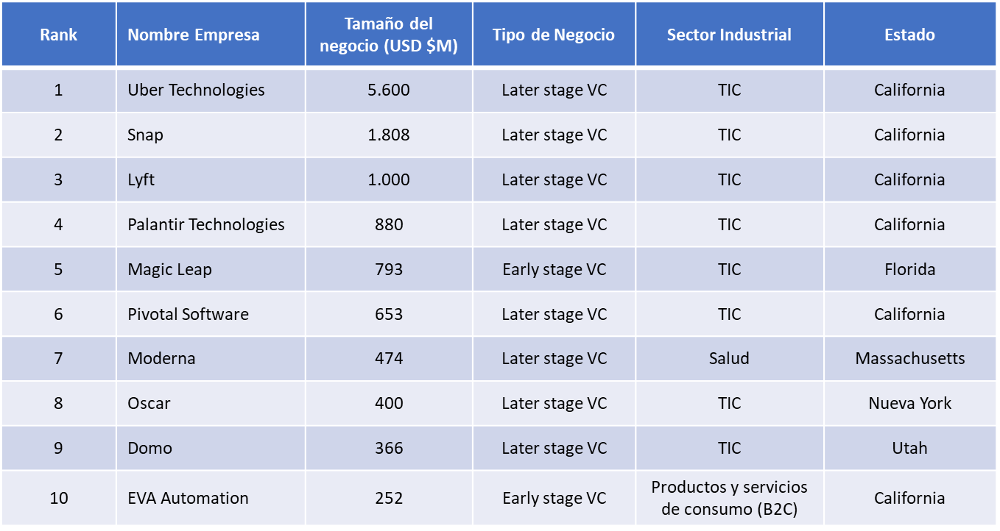 Rank Nombre Empresa Tamaño del negocio (USD $M) Tipo de Negocio Sector Industrial Estado
1 Uber Technologies 5.600 Later stage VC TIC California
2 Snap 1.808 Later stage VC TIC California
3 Lyft 1.000 Later stage VC TIC California
4 Palantir Technologies 880 Later stage VC TIC California
5 Magic Leap 793 Early stage VC TIC Florida
6 Pivotal Software 653 Later stage VC TIC California
7 Moderna 474 Later stage VC Salud Massachusetts
8 Oscar 400 Later stage VC TIC Nueva York
9 Domo 366 Later stage VC TIC Utah
10 EVA Automation 252 Early stage VC Productos y servicios de consumo (B2C) California